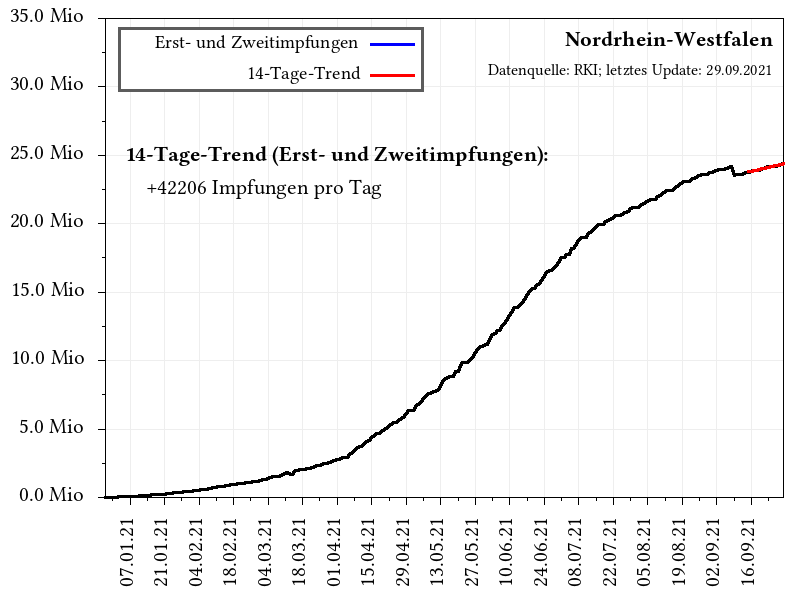 35.0 Mio
30.0 Mio
25.0 Mio
20.0 Mio
15.0 Mio
10.0 Mio
5.0 Mio
0.0 Mio
Erst- und Zweitimpfungen
14-Tage-Trend
Nordrhein-Westfalen
Datenquelle: RKI; letztes Update: 29.09.2021
14-Tage-Trend (Erst- und Zweitimpfungen):
+42206 Impfungen pro Tag
07.01.21
21.01.21
04.02.21
18.02.21
04.03.21
18.03.21
01.04.21
15.04.21
29.04.21
13.05.21
27.05.21
10.06.21
24.06.21
08.07.21
22.07.21
05.08.21
19.08.21
02.09.21
16.09.21